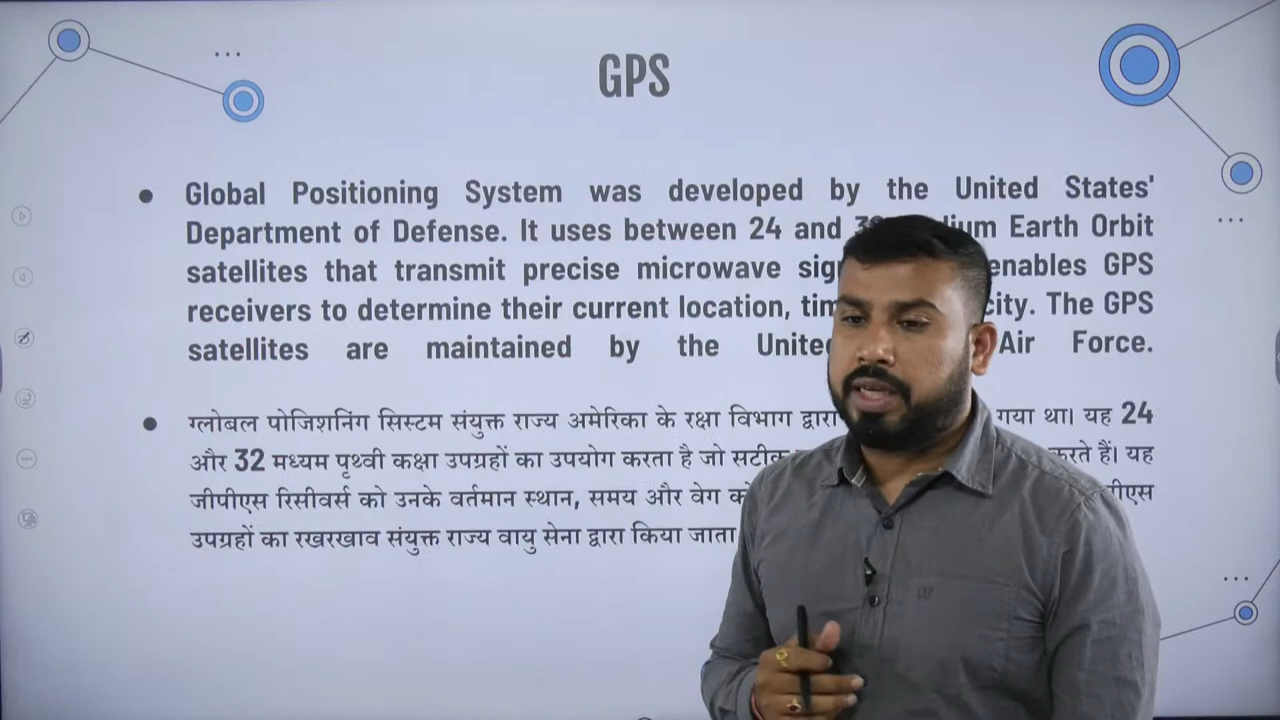 GPS
Global Positioning System was developed by the United States'
Department of Defense. It uses between 24 and Earth Orbit
satellites that transmit precise microwave enables GPS
receivers to determine their current location, The GPS
satellites are maintained by the Air Force.
ग्लोबल पोजिशनिंग सिस्टम संयुक्त राज्य अमेरिका के रक्षा विभाग द्वारा गया था। यह 24
और 32 मध्यम पृथ्वी कक्षा उपग्रहों का उपयोग करता है जो सटीक करते हैं। यह
जीपीएस रिसीवर्स को उनके वर्तमान स्थान, समय और वेग
उपग्रहों का रखरखाव संयुक्त राज्य वायु सेना द्वारा किया जाता